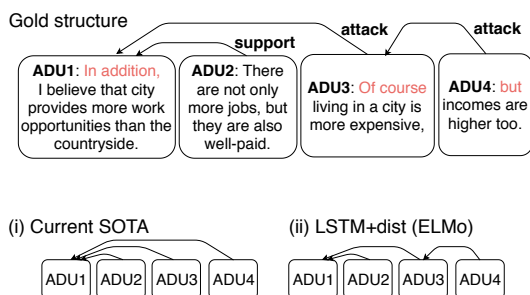 Gold structure
attack
attack
support
ADU1: In addition,
I believe that city
provides more work
opportunities than the
countryside.
ADU2: There
are not only
more jobs, but
they are also
well-paid.
ADU3: Of course
living in a city is
more expensive,
ADU4: but
incomes are
higher too.
(i) Current SOTA
ADU1 ADU2 ADU3 ADU4
(ii) LSTM+dist (ELMo)
ADU1 ADU2 ADU3 ADU4